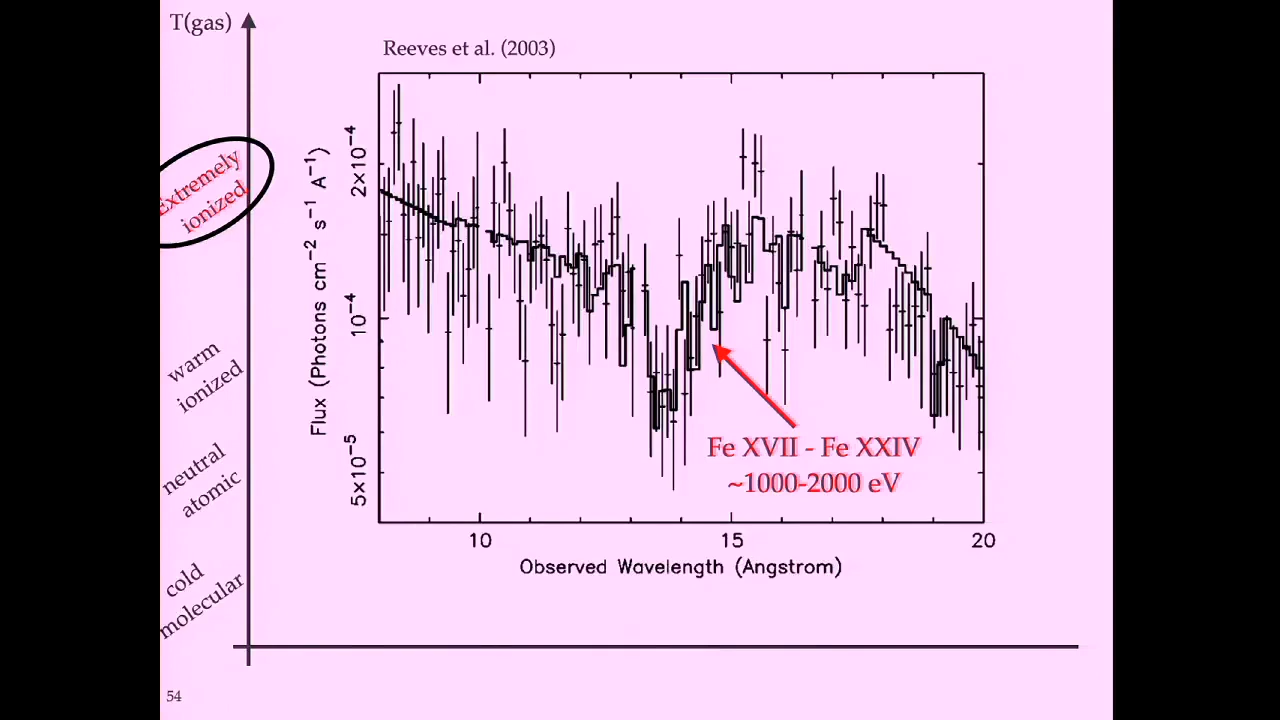 T(gas)
Reeves et al. (2003)
Extremely
ionized
warm
ionized
neutral
atomic
cold
molecular
Flux (Photons cm⁻² s⁻¹ A⁻¹)
2×10⁻⁴
10⁻⁴
5×10⁻⁵
Fe XVII - Fe XXIV
~1000-2000 eV
10 15 20
Observed Wavelength (Angstrom)
54